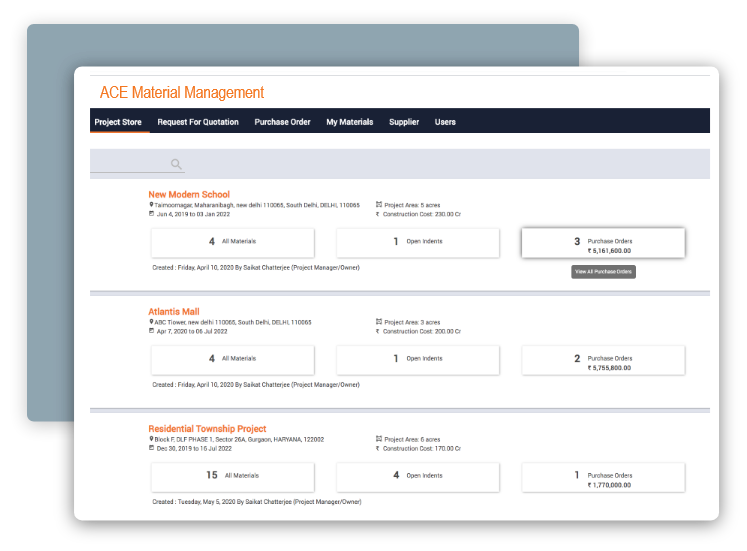 ACE Material Management
Project Store Request For Quotation Purchase Order My Materials Supplier Users
New Modern School
Taimoornagar, Maharanibagh, new delhi 110065, South Delhi, DELHI, 110065 Project Area: 5 acres
Jun 4, 2019 to 03 Jan 2022 ₹ Construction Cost: 230.00 Cr
4 All Materials 1 Open Indents 3 Purchase Orders
₹ 5,161,600.00
Created : Friday, April 10, 2020 By Saikat Chatterjee (Project Manager/Owner)
View All Purchase Orders
Atlantis Mall
ABC Tiower, new delhi 110065, South Delhi, DELHI, 110065 Project Area: 3 acres
Apr 7, 2020 to 06 Jul 2022 ₹ Construction Cost: 200.00 Cr
4 All Materials 1 Open Indents 2 Purchase Orders
₹ 5,755,800.00
Created : Friday, April 10, 2020 By Saikat Chatterjee (Project Manager/Owner)
Residential Township Project
Block F, DLF PHASE 1, Sector 26A, Gurgaon, HARYANA, 122002 Project Area: 6 acres
Dec 30, 2019 to 16 Jul 2022 ₹ Construction Cost: 170.00 Cr
15 All Materials 4 Open Indents 1 Purchase Orders
₹ 1,770,000.00
Created : Tuesday, May 5, 2020 By Saikat Chatterjee (Project Manager/Owner)